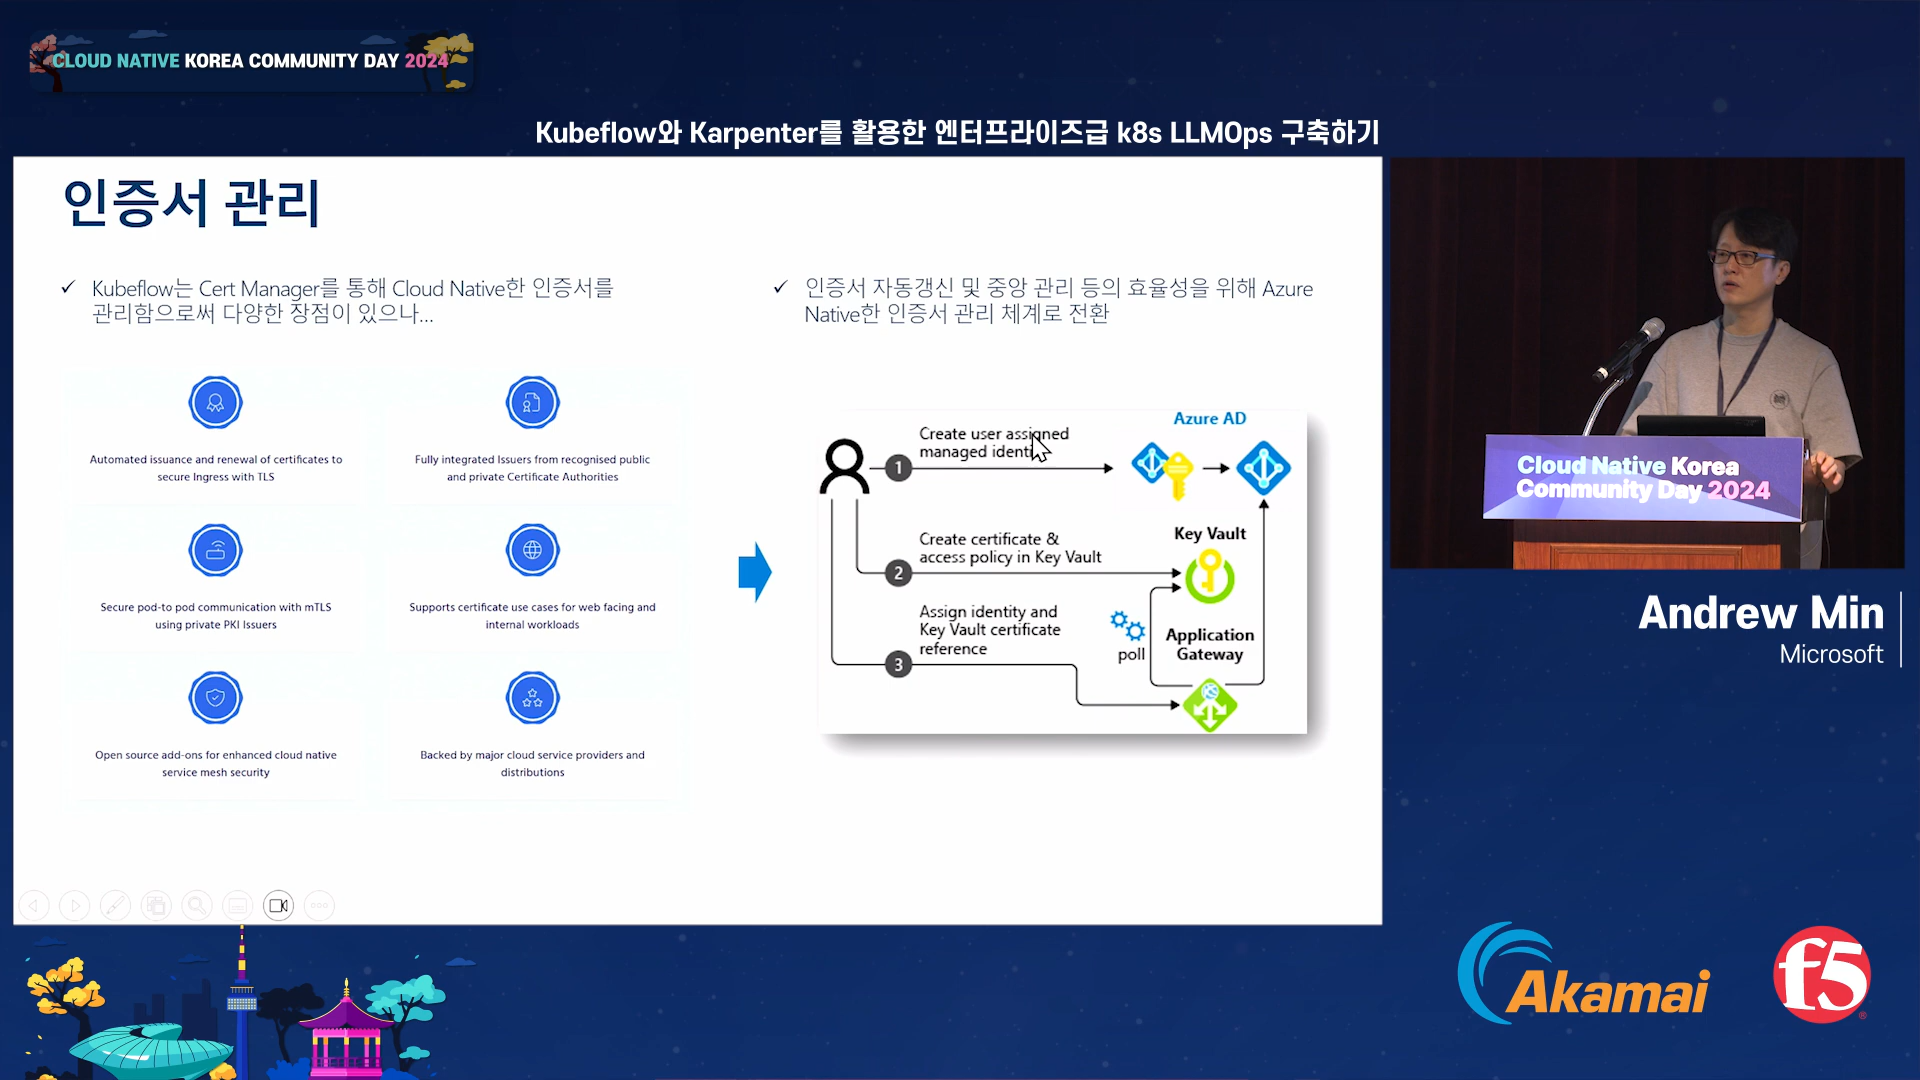 CLOUD NATIVE KOREA COMMUNITY DAY 2024
Kubeflow와 Karpenter를 활용한 엔터프라이즈급 k8s LLMOps 구축하기
인증서 관리
✓ Kubeflow는 Cert Manager를 통해 Cloud Native한 인증서를
관리함으로써 다양한 장점이 있으나...
Automated issuance and renewal of certificates to
secure Ingress with TLS
Fully integrated Issuers from recognised public
and private Certificate Authorities
Secure pod-to pod communication with mTLS
using private PKI Issuers
Supports certificate use cases for web facing and
internal workloads
Open source add-ons for enhanced cloud native
service mesh security
Backed by major cloud service providers and
distributions
✓ 인증서 자동갱신 및 중앙 관리 등의 효율성을 위해 Azure
Native한 인증서 관리 체계로 전환
Azure AD
Create user assigned
managed identi
1
Key Vault
Create certificate &
access policy in Key Vault
2
Assign identity and
Key Vault certificate
reference
3
poll
Application
Gateway
Cloud Native Korea
Community Day 2024
Andrew Min
Microsoft
Akamai
f5